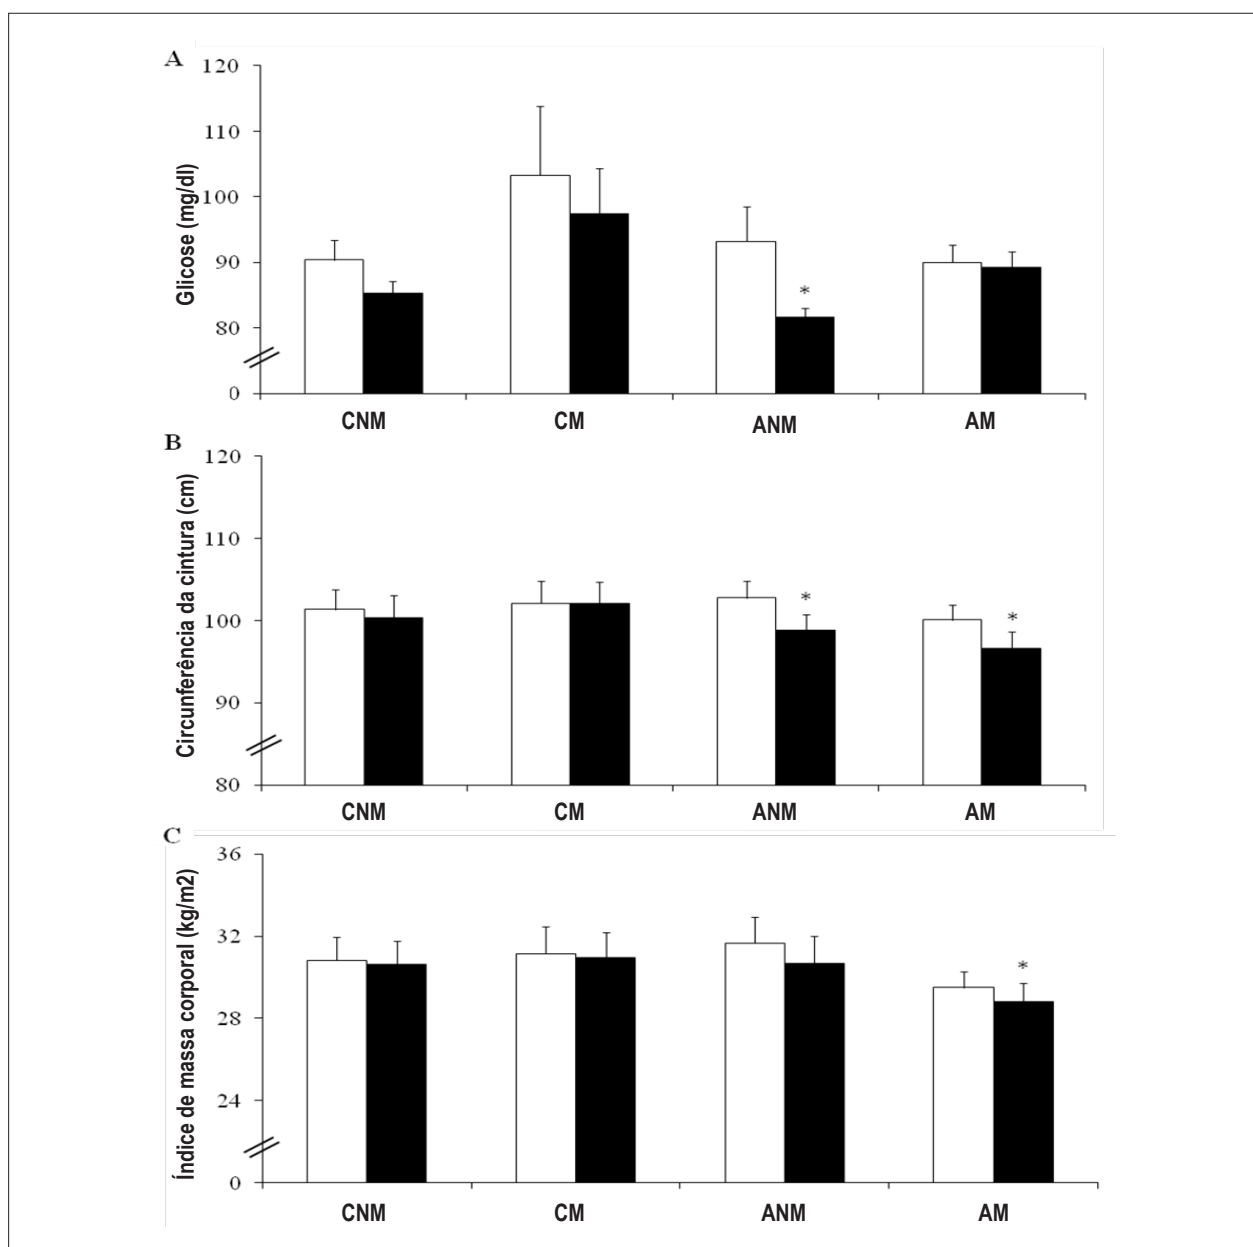 A
Glicose (mg/dl)
120
110
100
90
80
0
*
CNM CM ANM AM
B
Circunferência da cintura (cm)
120
110
100
90
80
* *
CNM CM ANM AM
C
Índice de massa corporal (kg/m2)
36
32
28
24
0
*
CNM CM ANM AM